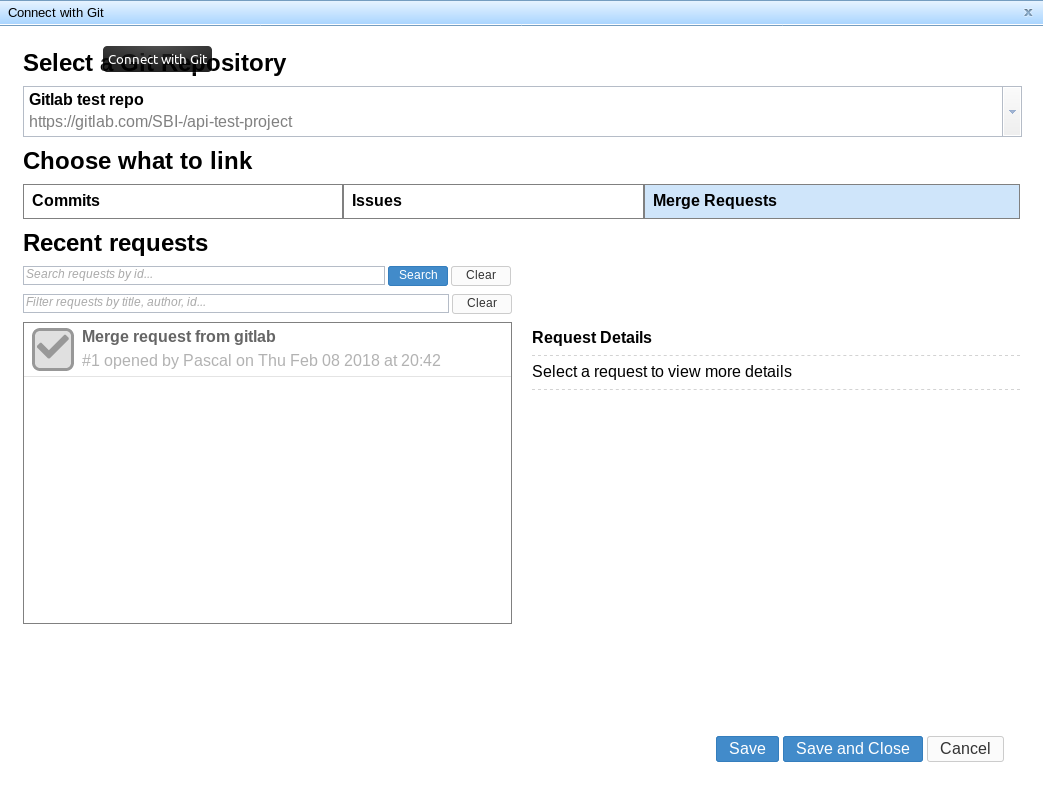 Connect with Git
x
Connect with Git
Select a Git Repository
Gitlab test repo
https://gitlab.com/SBI-/api-test-project
Choose what to link
Commits
Issues
Merge Requests
Recent requests
Search requests by id...
Search
Clear
Filter requests by title, author, id...
Clear
Merge request from gitlab
#1 opened by Pascal on Thu Feb 08 2018 at 20:42
Request Details
Select a request to view more details
Save
Save and Close
Cancel